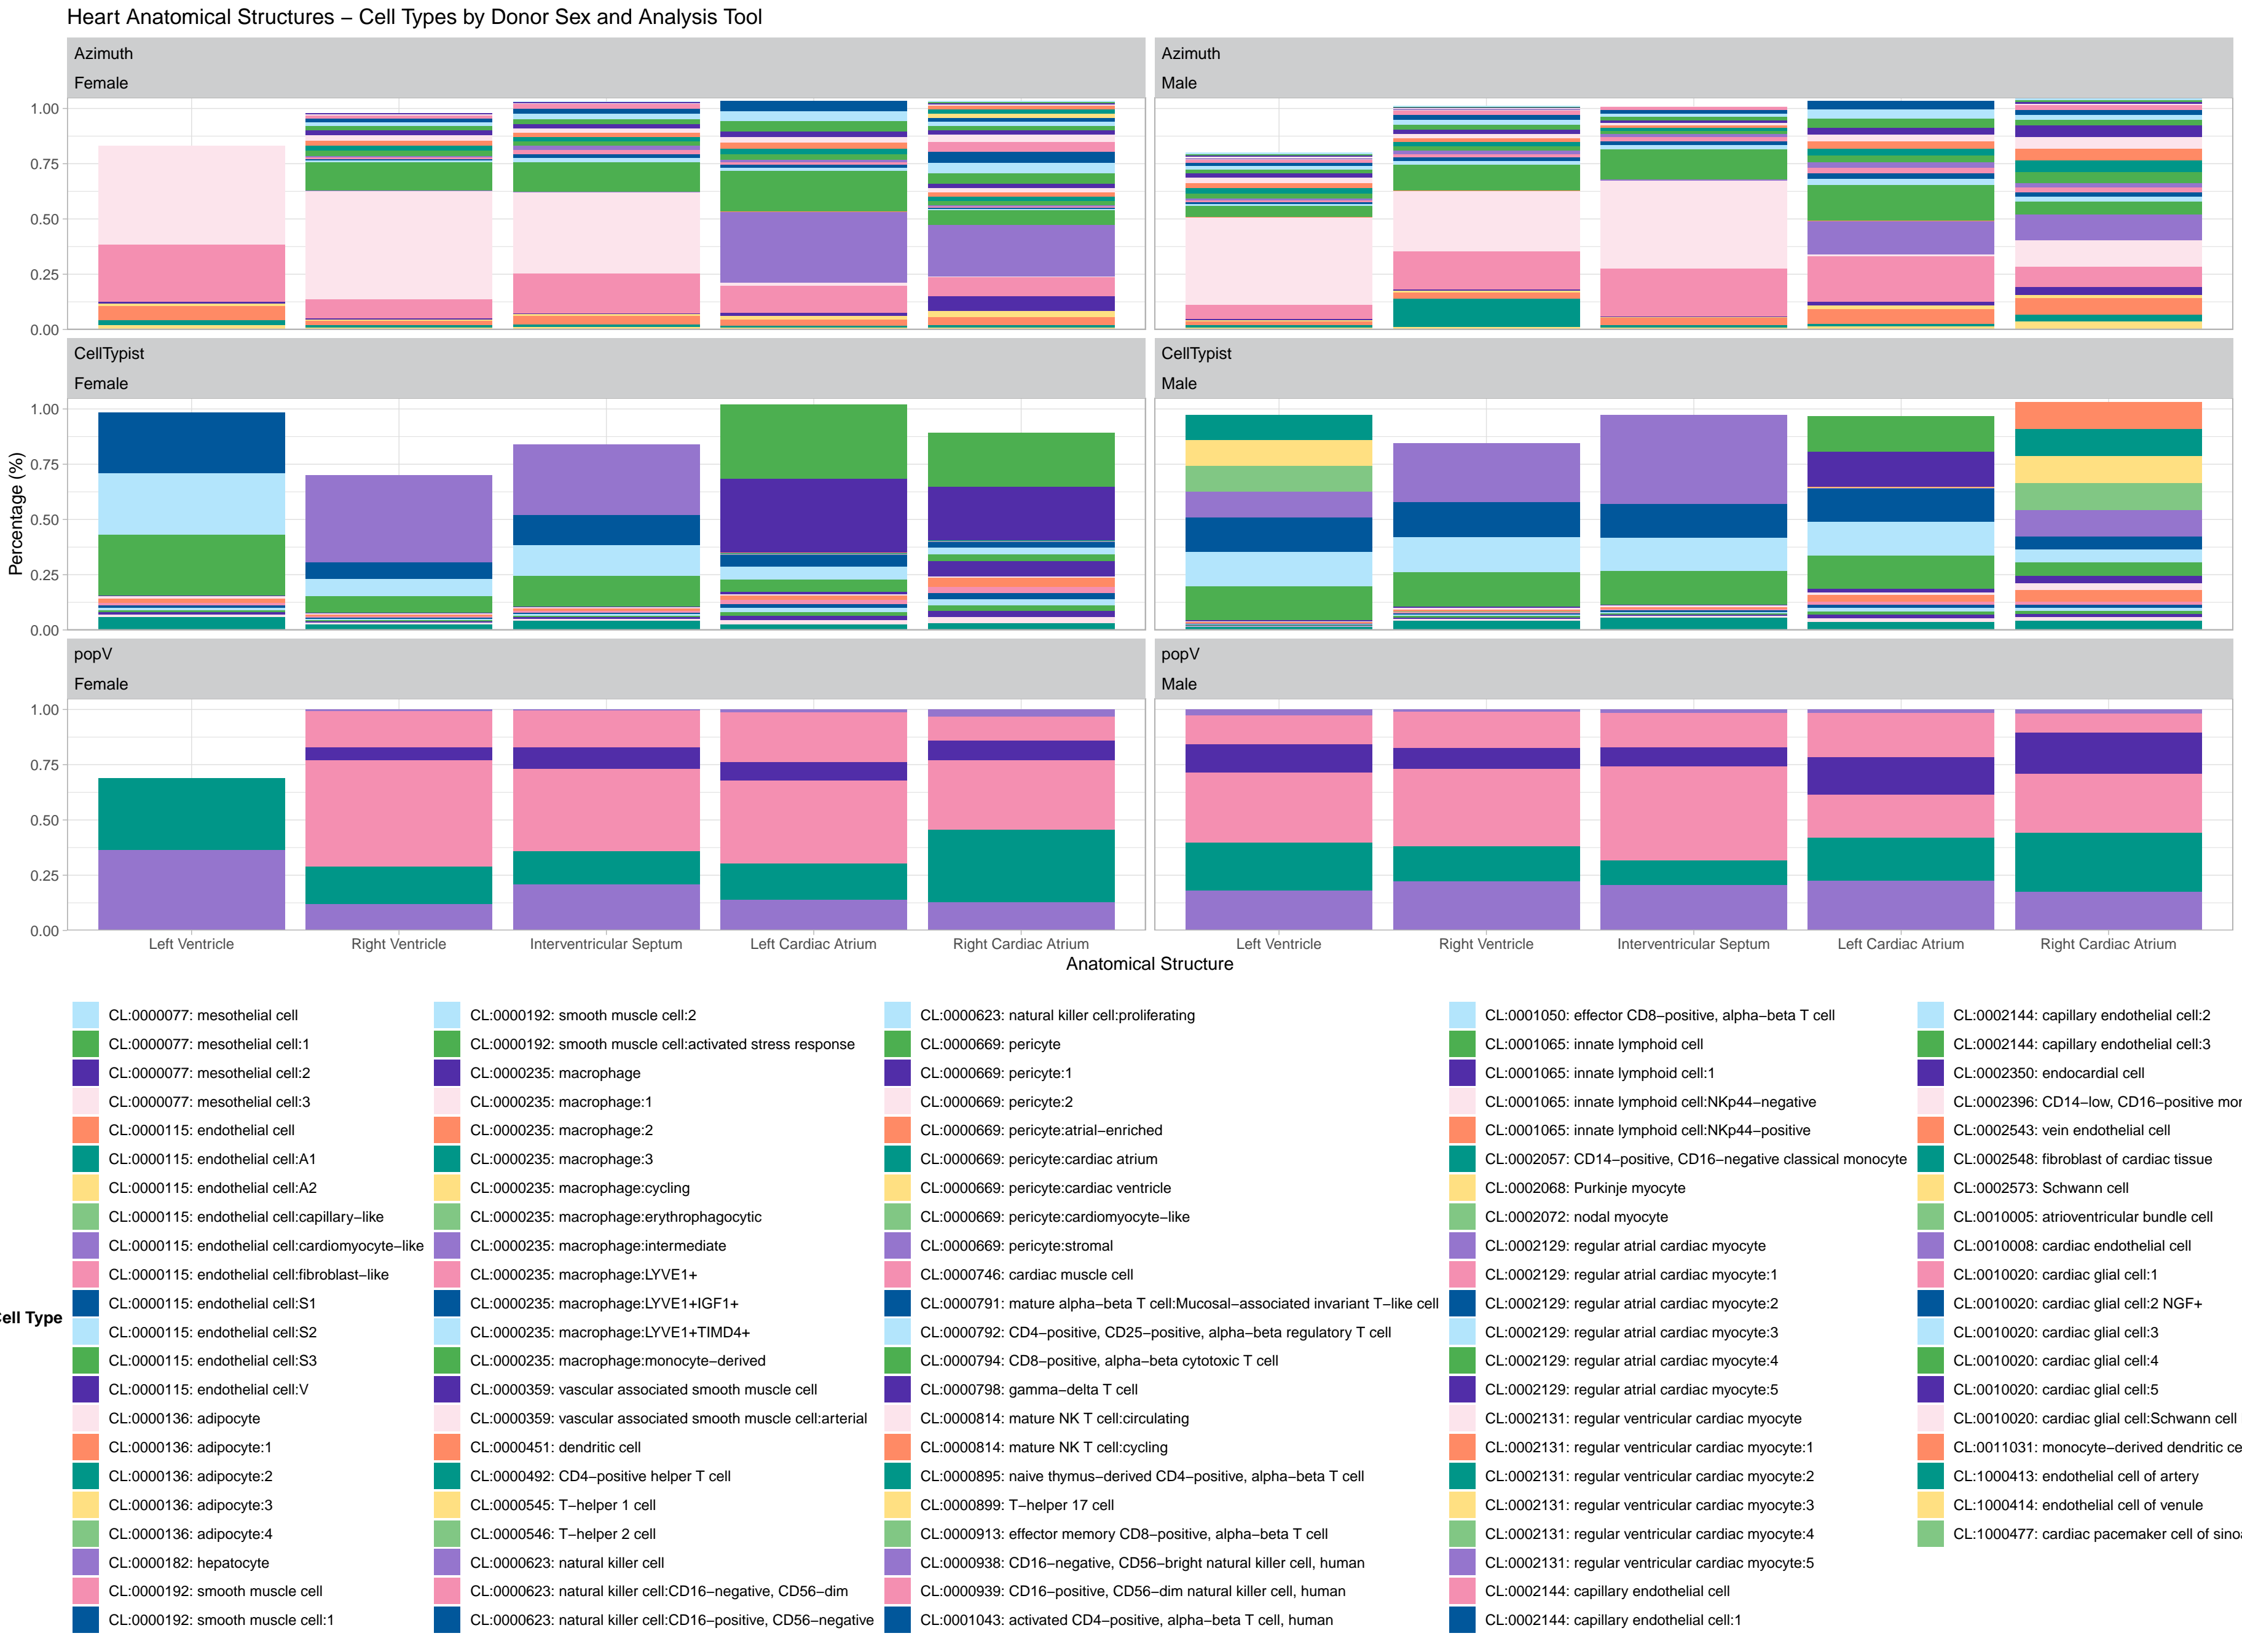 Heart Anatomical Structures − Cell Types by Donor Sex and Analysis Tool
Azimuth
Female
Azimuth
Male
1.00
0.75
0.50
0.25
0.00
CellTypist
Female
CellTypist
Male
1.00
0.75
0.50
0.25
0.00
Percentage (%)
popV
Female
popV
Male
1.00
0.75
0.50
0.25
0.00
Left Ventricle
Right Ventricle
Interventricular Septum
Left Cardiac Atrium
Right Cardiac Atrium
Left Ventricle
Right Ventricle
Interventricular Septum
Left Cardiac Atrium
Right Cardiac Atrium
Anatomical Structure
ell Type
CL:0000077: mesothelial cell
CL:0000077: mesothelial cell:1
CL:0000077: mesothelial cell:2
CL:0000077: mesothelial cell:3
CL:0000115: endothelial cell
CL:0000115: endothelial cell:A1
CL:0000115: endothelial cell:A2
CL:0000115: endothelial cell:capillary−like
CL:0000115: endothelial cell:cardiomyocyte−like
CL:0000115: endothelial cell:fibroblast−like
CL:0000115: endothelial cell:S1
CL:0000115: endothelial cell:S2
CL:0000115: endothelial cell:S3
CL:0000115: endothelial cell:V
CL:0000136: adipocyte
CL:0000136: adipocyte:1
CL:0000136: adipocyte:2
CL:0000136: adipocyte:3
CL:0000136: adipocyte:4
CL:0000182: hepatocyte
CL:0000192: smooth muscle cell
CL:0000192: smooth muscle cell:1
CL:0000192: smooth muscle cell:2
CL:0000192: smooth muscle cell:activated stress response
CL:0000235: macrophage
CL:0000235: macrophage:1
CL:0000235: macrophage:2
CL:0000235: macrophage:3
CL:0000235: macrophage:cycling
CL:0000235: macrophage:erythrophagocytic
CL:0000235: macrophage:intermediate
CL:0000235: macrophage:LYVE1+
CL:0000235: macrophage:LYVE1+IGF1+
CL:0000235: macrophage:LYVE1+TIMD4+
CL:0000235: macrophage:monocyte−derived
CL:0000359: vascular associated smooth muscle cell
CL:0000359: vascular associated smooth muscle cell:arterial
CL:0000451: dendritic cell
CL:0000492: CD4−positive helper T cell
CL:0000545: T−helper 1 cell
CL:0000546: T−helper 2 cell
CL:0000623: natural killer cell
CL:0000623: natural killer cell:CD16−negative, CD56−dim
CL:0000623: natural killer cell:CD16−positive, CD56−negative
CL:0000623: natural killer cell:proliferating
CL:0000669: pericyte
CL:0000669: pericyte:1
CL:0000669: pericyte:2
CL:0000669: pericyte:atrial−enriched
CL:0000669: pericyte:cardiac atrium
CL:0000669: pericyte:cardiac ventricle
CL:0000669: pericyte:cardiomyocyte−like
CL:0000669: pericyte:stromal
CL:0000746: cardiac muscle cell
CL:0000791: mature alpha−beta T cell:Mucosal−associated invariant T−like cell
CL:0000792: CD4−positive, CD25−positive, alpha−beta regulatory T cell
CL:0000794: CD8−positive, alpha−beta cytotoxic T cell
CL:0000798: gamma−delta T cell
CL:0000814: mature NK T cell:circulating
CL:0000814: mature NK T cell:cycling
CL:0000895: naive thymus−derived CD4−positive, alpha−beta T cell
CL:0000899: T−helper 17 cell
CL:0000913: effector memory CD8−positive, alpha−beta T cell
CL:0000938: CD16−negative, CD56−bright natural killer cell, human
CL:0000939: CD16−positive, CD56−dim natural killer cell, human
CL:0001043: activated CD4−positive, alpha−beta T cell, human
CL:0001050: effector CD8−positive, alpha−beta T cell
CL:0001065: innate lymphoid cell
CL:0001065: innate lymphoid cell:1
CL:0001065: innate lymphoid cell:NKp44−negative
CL:0001065: innate lymphoid cell:NKp44−positive
CL:0002057: CD14−positive, CD16−negative classical monocyte
CL:0002068: Purkinje myocyte
CL:0002072: nodal myocyte
CL:0002129: regular atrial cardiac myocyte
CL:0002129: regular atrial cardiac myocyte:1
CL:0002129: regular atrial cardiac myocyte:2
CL:0002129: regular atrial cardiac myocyte:3
CL:0002129: regular atrial cardiac myocyte:4
CL:0002129: regular atrial cardiac myocyte:5
CL:0002131: regular ventricular cardiac myocyte
CL:0002131: regular ventricular cardiac myocyte:1
CL:0002131: regular ventricular cardiac myocyte:2
CL:0002131: regular ventricular cardiac myocyte:3
CL:0002131: regular ventricular cardiac myocyte:4
CL:0002131: regular ventricular cardiac myocyte:5
CL:0002144: capillary endothelial cell
CL:0002144: capillary endothelial cell:1
CL:0002144: capillary endothelial cell:2
CL:0002144: capillary endothelial cell:3
CL:0002350: endocardial cell
CL:0002396: CD14−low, CD16−positive mo
CL:0002543: vein endothelial cell
CL:0002548: fibroblast of cardiac tissue
CL:0002573: Schwann cell
CL:0010005: atrioventricular bundle cell
CL:0010008: cardiac endothelial cell
CL:0010020: cardiac glial cell:1
CL:0010020: cardiac glial cell:2 NGF+
CL:0010020: cardiac glial cell:3
CL:0010020: cardiac glial cell:4
CL:0010020: cardiac glial cell:5
CL:0010020: cardiac glial cell:Schwann cell
CL:0011031: monocyte−derived dendritic ce
CL:1000413: endothelial cell of artery
CL:1000414: endothelial cell of venule
CL:1000477: cardiac pacemaker cell of sino